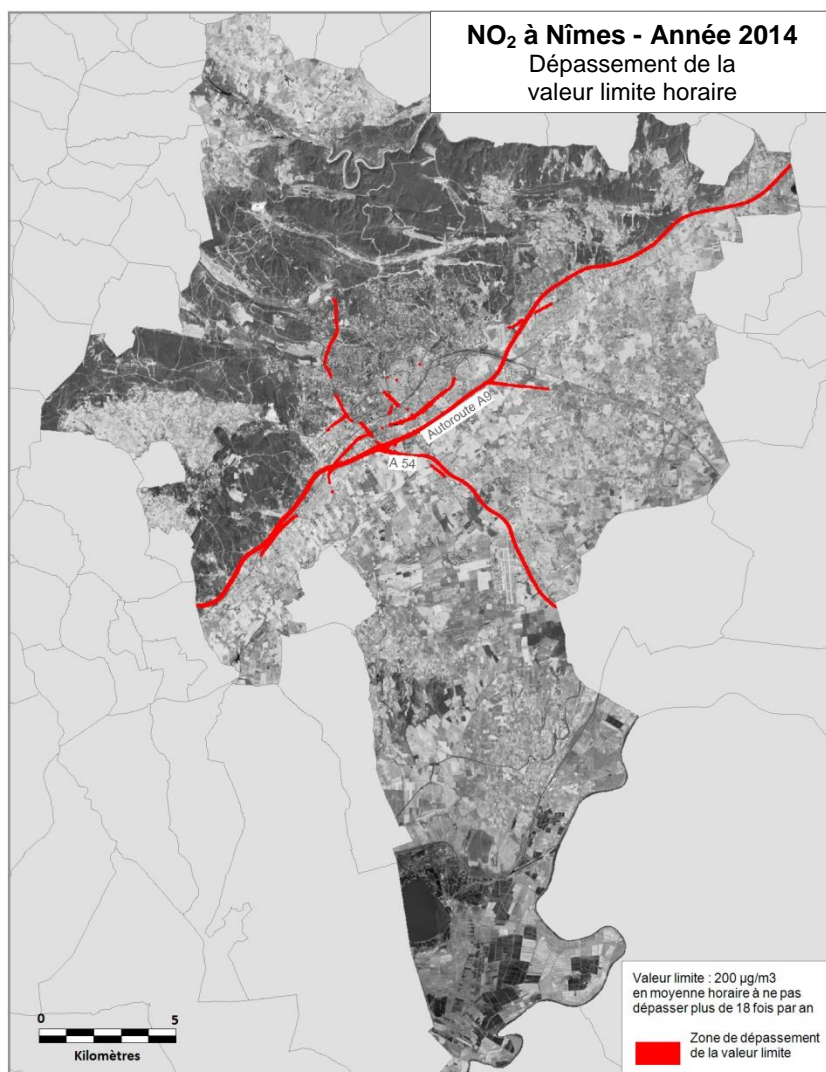 NO₂ à Nîmes - Année 2014
Dépassement de la
valeur limite horaire
Autoroute A9
A 54
Valeur limite : 200 µg/m3
en moyenne horaire à ne pas
dépasser plus de 18 fois par an
Zone de dépassement
de la valeur limite
0 5
Kilomètres